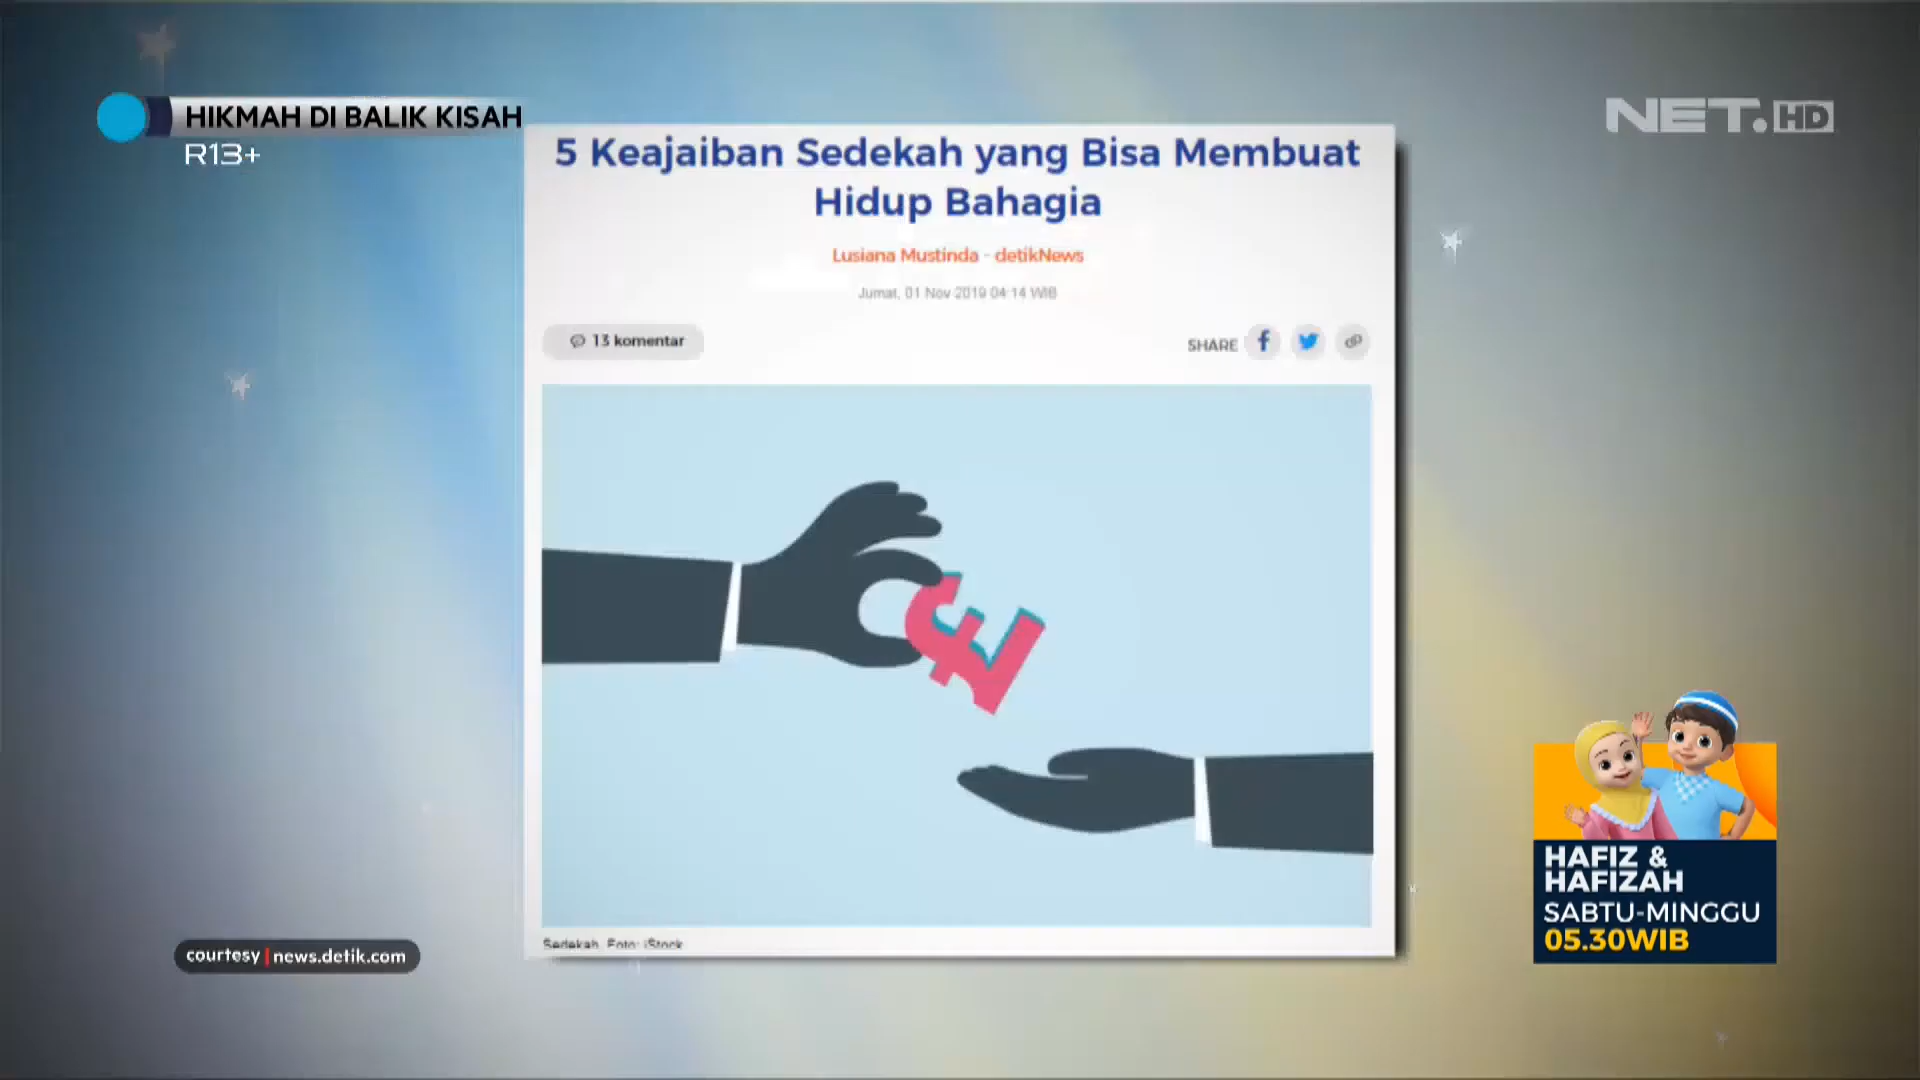 HIKMAH DI BALIK KISAH
R13+
NET. HD
5 Keajaiban Sedekah yang Bisa Membuat
Hidup Bahagia
Lusiana Mustinda - detikNews
Jumat, 01 Nov 2019 04:14 WIB
13 komentar
SHARE
£
Sedekah. Foto: iStock
courtesy | news.detik.com
HAFIZ &
HAFIZAH
SABTU-MINGGU
05.30WIB